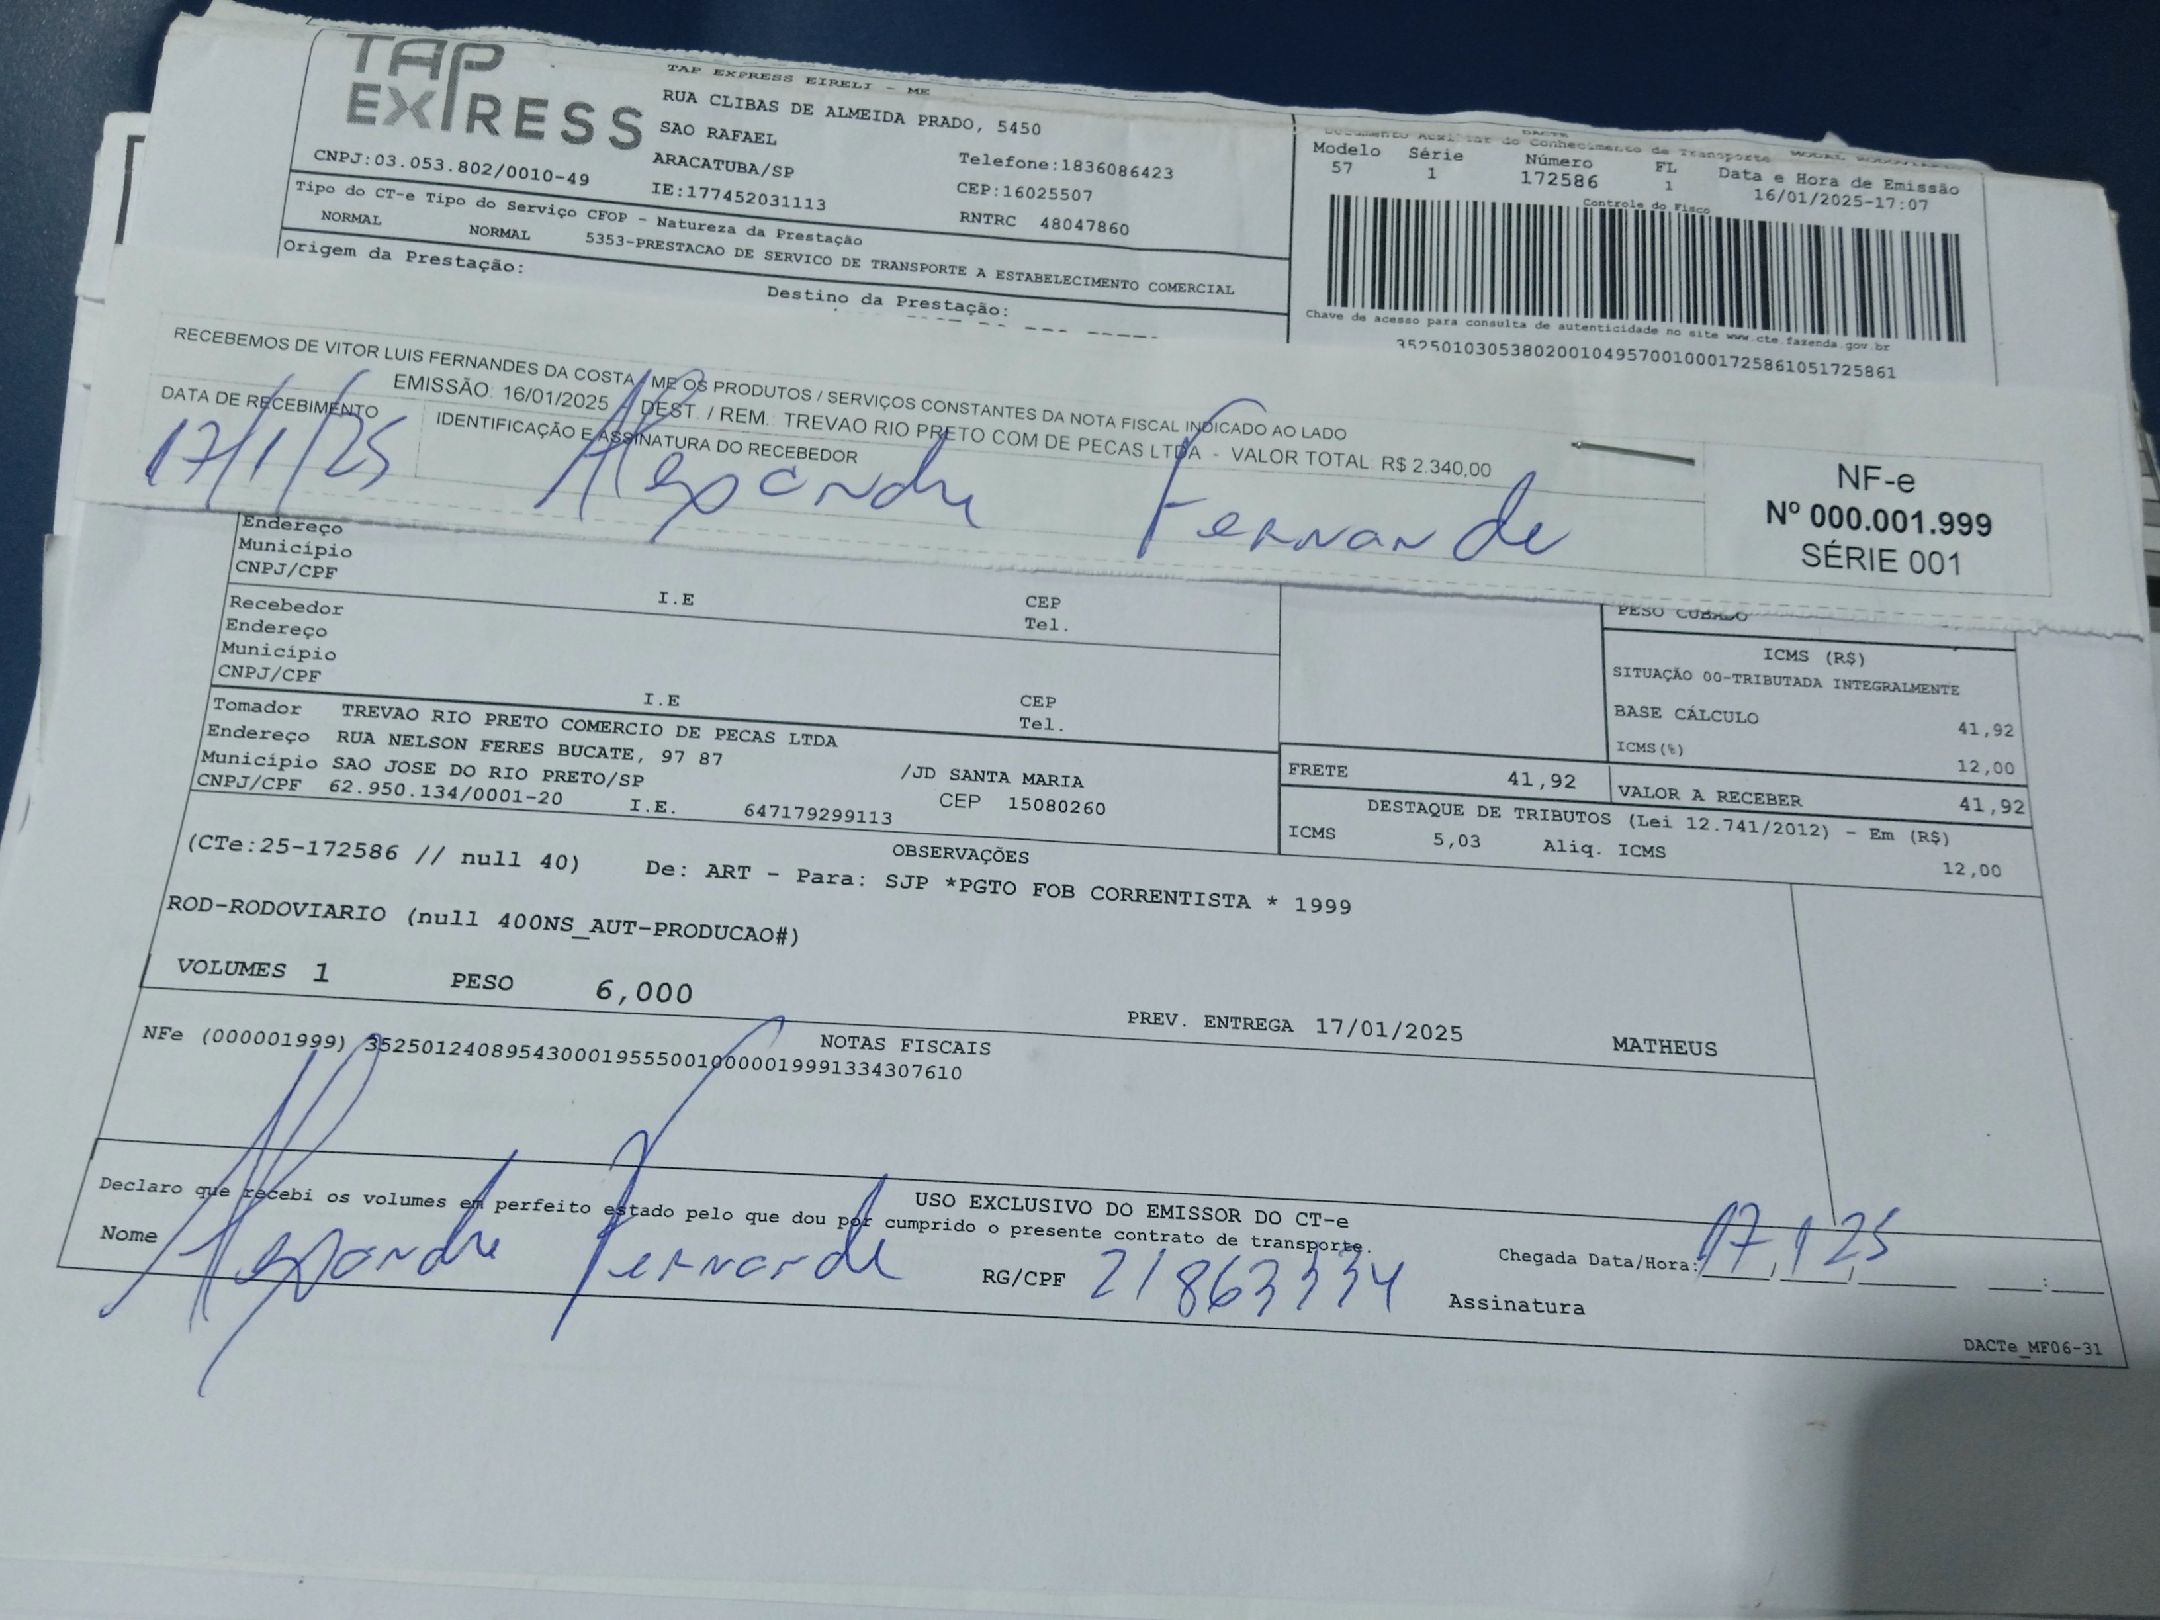 TAP EXPRESS
TAP EXPRESS EIRELI - ME
RUA CLIBAS DE ALMEIDA PRADO, 5450
SAO RAFAEL
ARACATUBA/SP Telefone:1836086423
CNPJ:03.053.802/0010-49 IE:177452031113 CEP:16025507
RNTRC 48047860
Tipo do CT-e Tipo do Serviço CFOP - Natureza da Prestação
NORMAL NORMAL 5353-PRESTACAO DE SERVICO DE TRANSPORTE A ESTABELECIMENTO COMERCIAL
Origem da Prestação: Destino da Prestação:
DACTE
Documento Auxiliar do Conhecimento de Transporte
Modelo Série Número FL Data e Hora de Emissão
57 1 172586 1 16/01/2025-17:07
Controle do Fisco
Chave de acesso para consulta de autenticidade no site www.cte.fazenda.gov.br
35250103053802001049570010001725861051725861
RECEBEMOS DE VITOR LUIS FERNANDES DA COSTA ME OS PRODUTOS / SERVIÇOS CONSTANTES DA NOTA FISCAL INDICADO AO LADO
EMISSÃO: 16/01/2025 - DEST. / REM.: TREVAO RIO PRETO COM DE PECAS LTDA - VALOR TOTAL: R$ 2.340,00
DATA DE RECEBIMENTO IDENTIFICAÇÃO E ASSINATURA DO RECEBEDOR
17/1/25 Alexandre Fernande
NF-e
Nº 000.001.999
SÉRIE 001
Endereço
Município
CNPJ/CPF I.E CEP
Recebedor Tel.
Endereço
Município
CNPJ/CPF I.E CEP
Tel.
Tomador TREVAO RIO PRETO COMERCIO DE PECAS LTDA
Endereço RUA NELSON FERES BUCATE, 97 87 /JD SANTA MARIA
Município SAO JOSE DO RIO PRETO/SP CEP 15080260
CNPJ/CPF 62.950.134/0001-20 I.E. 647179299113
PESO CUBADO
ICMS (R$)
SITUAÇÃO 00-TRIBUTADA INTEGRALMENTE
BASE CÁLCULO 41,92
ICMS(%) 12,00
FRETE 41,92 VALOR A RECEBER 41,92
DESTAQUE DE TRIBUTOS (Lei 12.741/2012) - Em (R$)
ICMS 5,03 Aliq. ICMS 12,00
OBSERVAÇÕES
(CTe:25-172586 // null 40) De: ART - Para: SJP *PGTO FOB CORRENTISTA * 1999
ROD-RODOVIARIO (null 400NS_AUT-PRODUCAO#)
VOLUMES 1 PESO 6,000 PREV. ENTREGA 17/01/2025 MATHEUS
NOTAS FISCAIS
NFe (000001999) 35250124089543000195550010000019991334307610
USO EXCLUSIVO DO EMISSOR DO CT-e
Declaro que recebi os volumes em perfeito estado pelo que dou por cumprido o presente contrato de transporte.
Nome Alexandre Fernande RG/CPF 21863334 Assinatura
Chegada Data/Hora: 17 1 25
DACTe_MF06-31